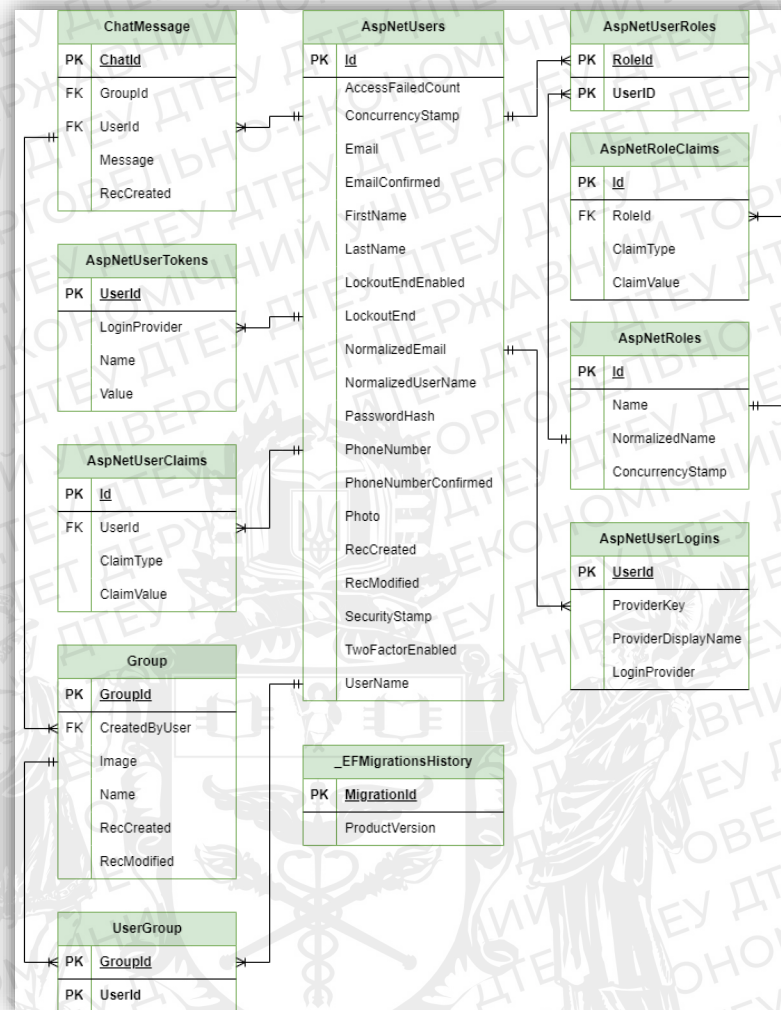 ChatMessage
PK ChatId
FK GroupId
FK UserId
Message
RecCreated
AspNetUserTokens
PK UserId
LoginProvider
Name
Value
AspNetUserClaims
PK Id
FK UserId
ClaimType
ClaimValue
Group
PK GroupId
FK CreatedByUser
Image
Name
RecCreated
RecModified
UserGroup
PK GroupId
PK UserId
AspNetUsers
PK Id
AccessFailedCount
ConcurrencyStamp
Email
EmailConfirmed
FirstName
LastName
LockoutEndEnabled
LockoutEnd
NormalizedEmail
NormalizedUserName
PasswordHash
PhoneNumber
PhoneNumberConfirmed
Photo
RecCreated
RecModified
SecurityStamp
TwoFactorEnabled
UserName
_EFMigrationsHistory
PK MigrationId
ProductVersion
AspNetUserRoles
PK RoleId
PK UserID
AspNetRoleClaims
PK Id
FK RoleId
ClaimType
ClaimValue
AspNetRoles
PK Id
Name
NormalizedName
ConcurrencyStamp
AspNetUserLogins
PK UserId
ProviderKey
ProviderDisplayName
LoginProvider